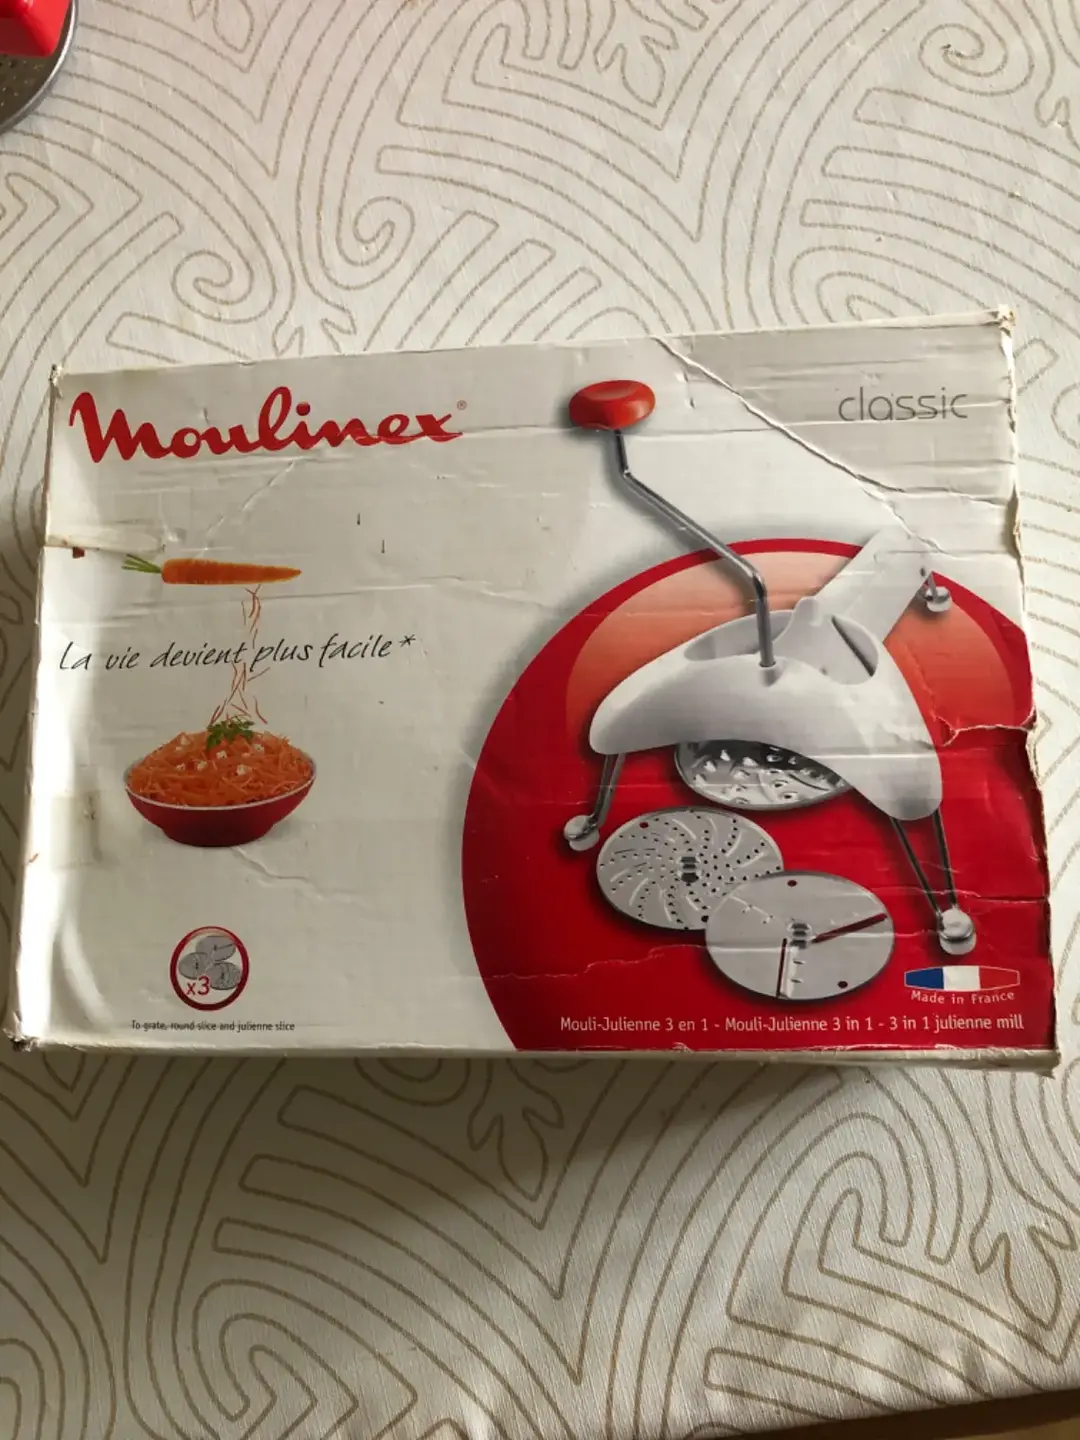 Moulinex®
classic
La vie devient plus facile*
x3
To grate, round slice and julienne slice
Made in France
Mouli-Julienne 3 en 1 - Mouli-Julienne 3 in 1 - 3 in 1 julienne mill